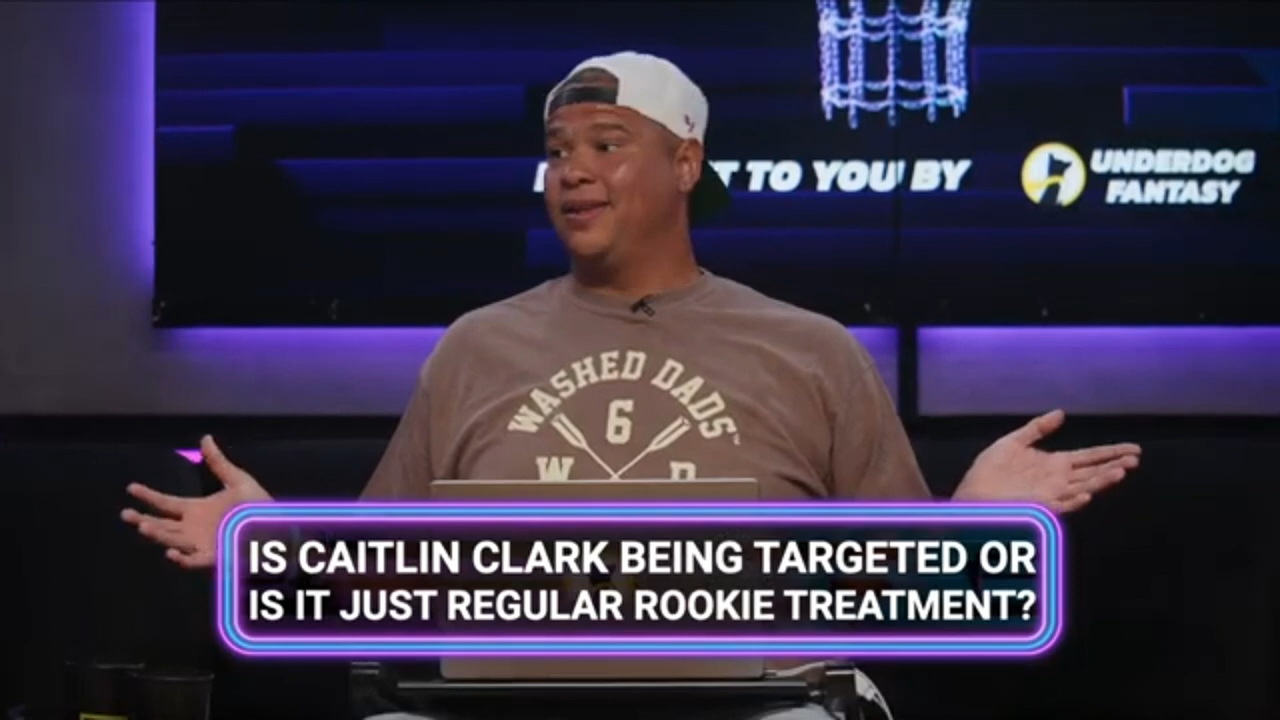 T TO YOU BY
UNDERDOG
FANTASY
WASHED DADS
6
W D
IS CAITLIN CLARK BEING TARGETED OR
IS IT JUST REGULAR ROOKIE TREATMENT?